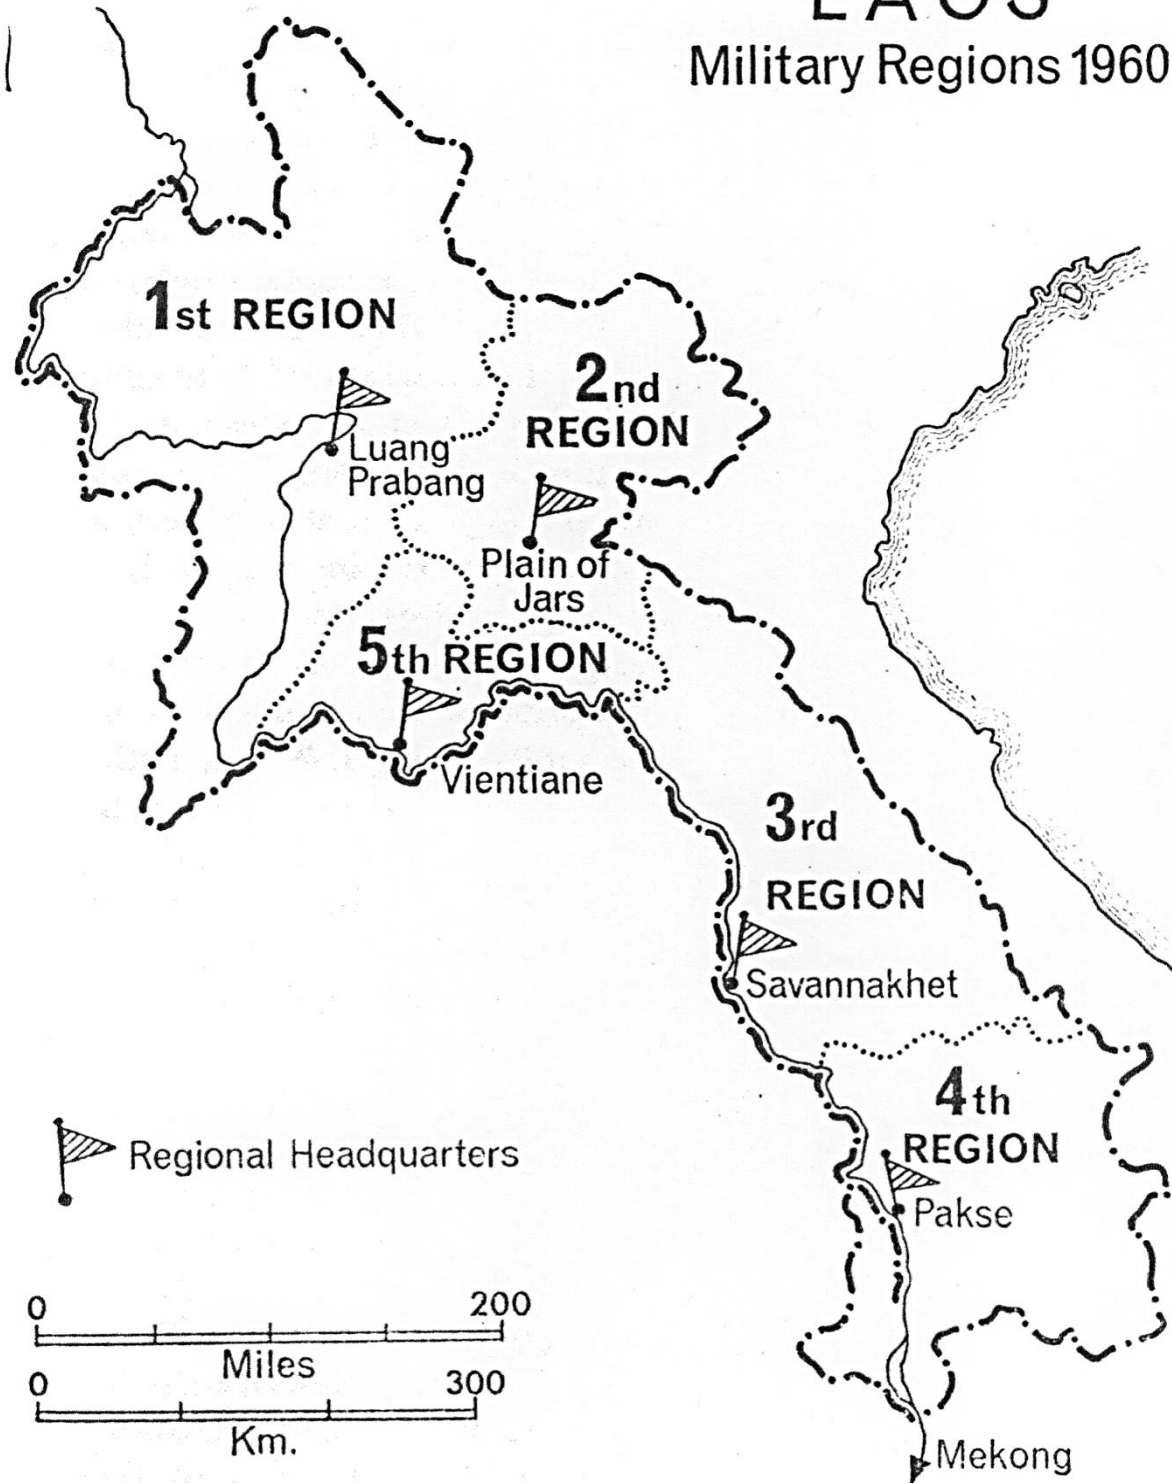 LAOS
Military Regions 1960
1st REGION
2nd
REGION
Luang
Prabang
Plain of
Jars
5th REGION
Vientiane
3rd
REGION
Savannakhet
4th
REGION
Pakse
Regional Headquarters
0 200
Miles
0 300
Km.
Mekong